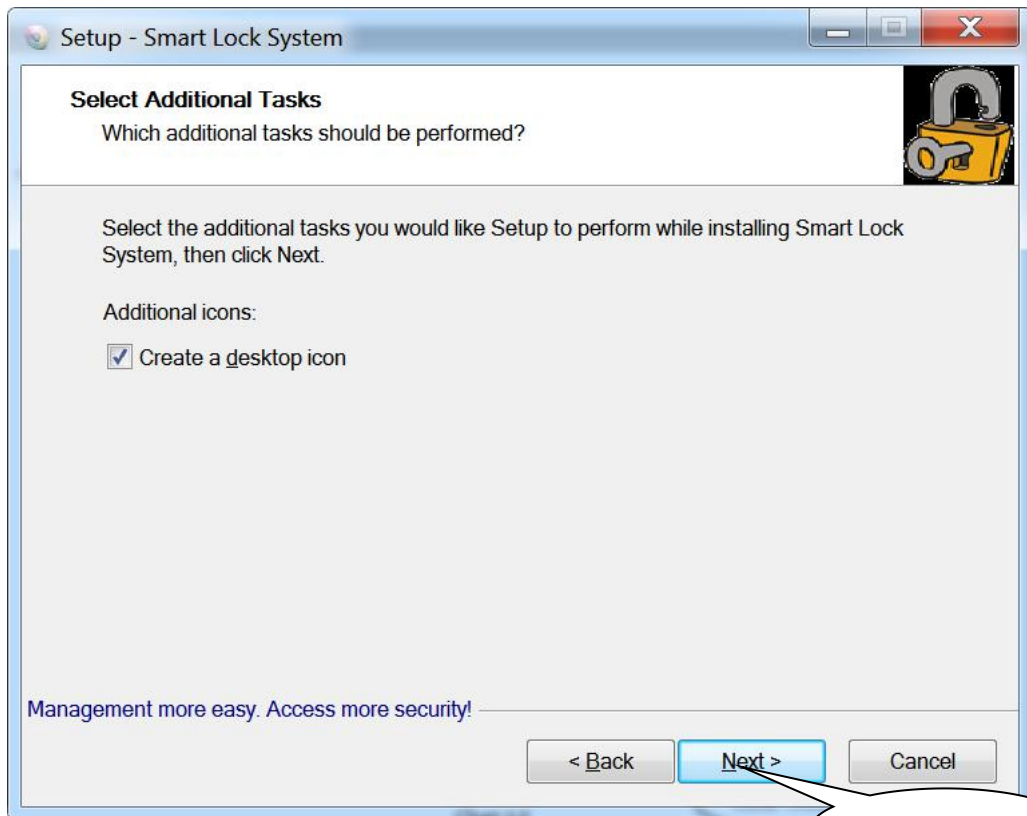 Setup - Smart Lock System
Select Additional Tasks
Which additional tasks should be performed?
Select the additional tasks you would like Setup to perform while installing Smart Lock
System, then click Next.
Additional icons:
Create a desktop icon
Management more easy. Access more security!
< Back Next > Cancel